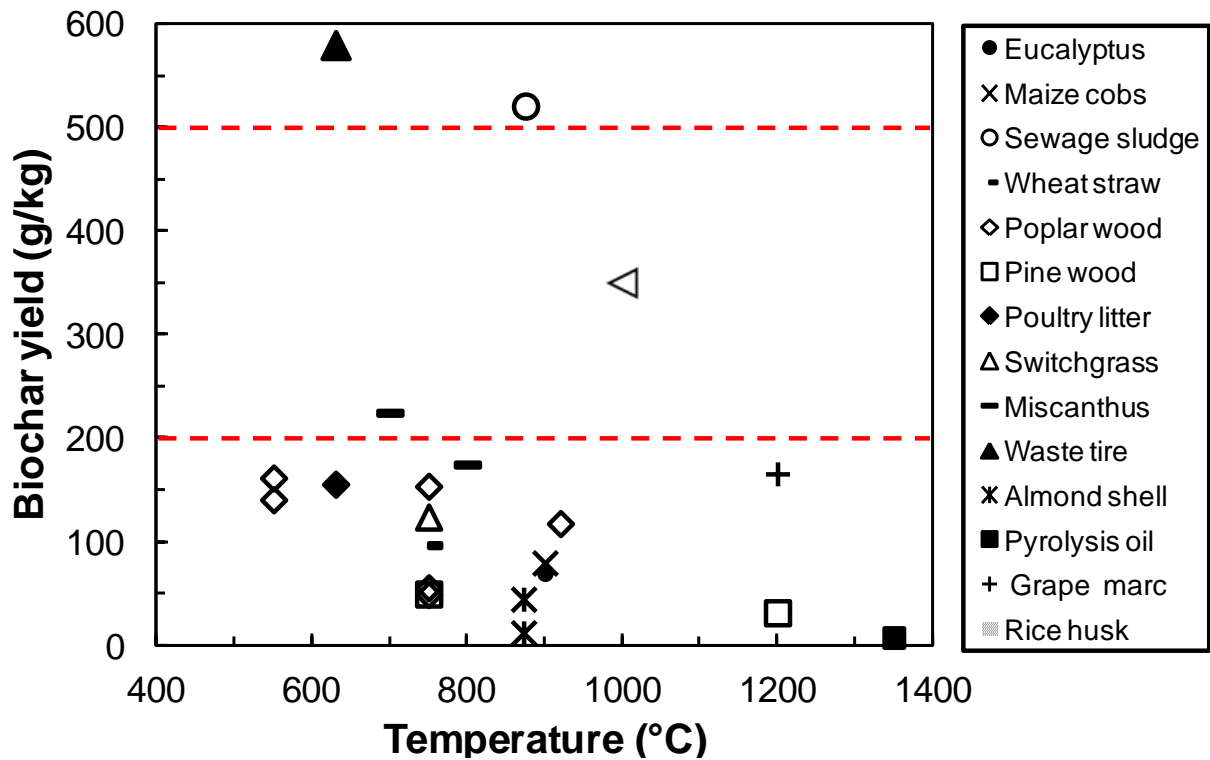 600
500
400
300
200
100
0
Biochar yield (g/kg)
400 600 800 1000 1200 1400
Temperature (°C)
Eucalyptus
Maize cobs
Sewage sludge
Wheat straw
Poplar wood
Pine wood
Poultry litter
Switchgrass
Miscanthus
Waste tire
Almond shell
Pyrolysis oil
Grape marc
Rice husk